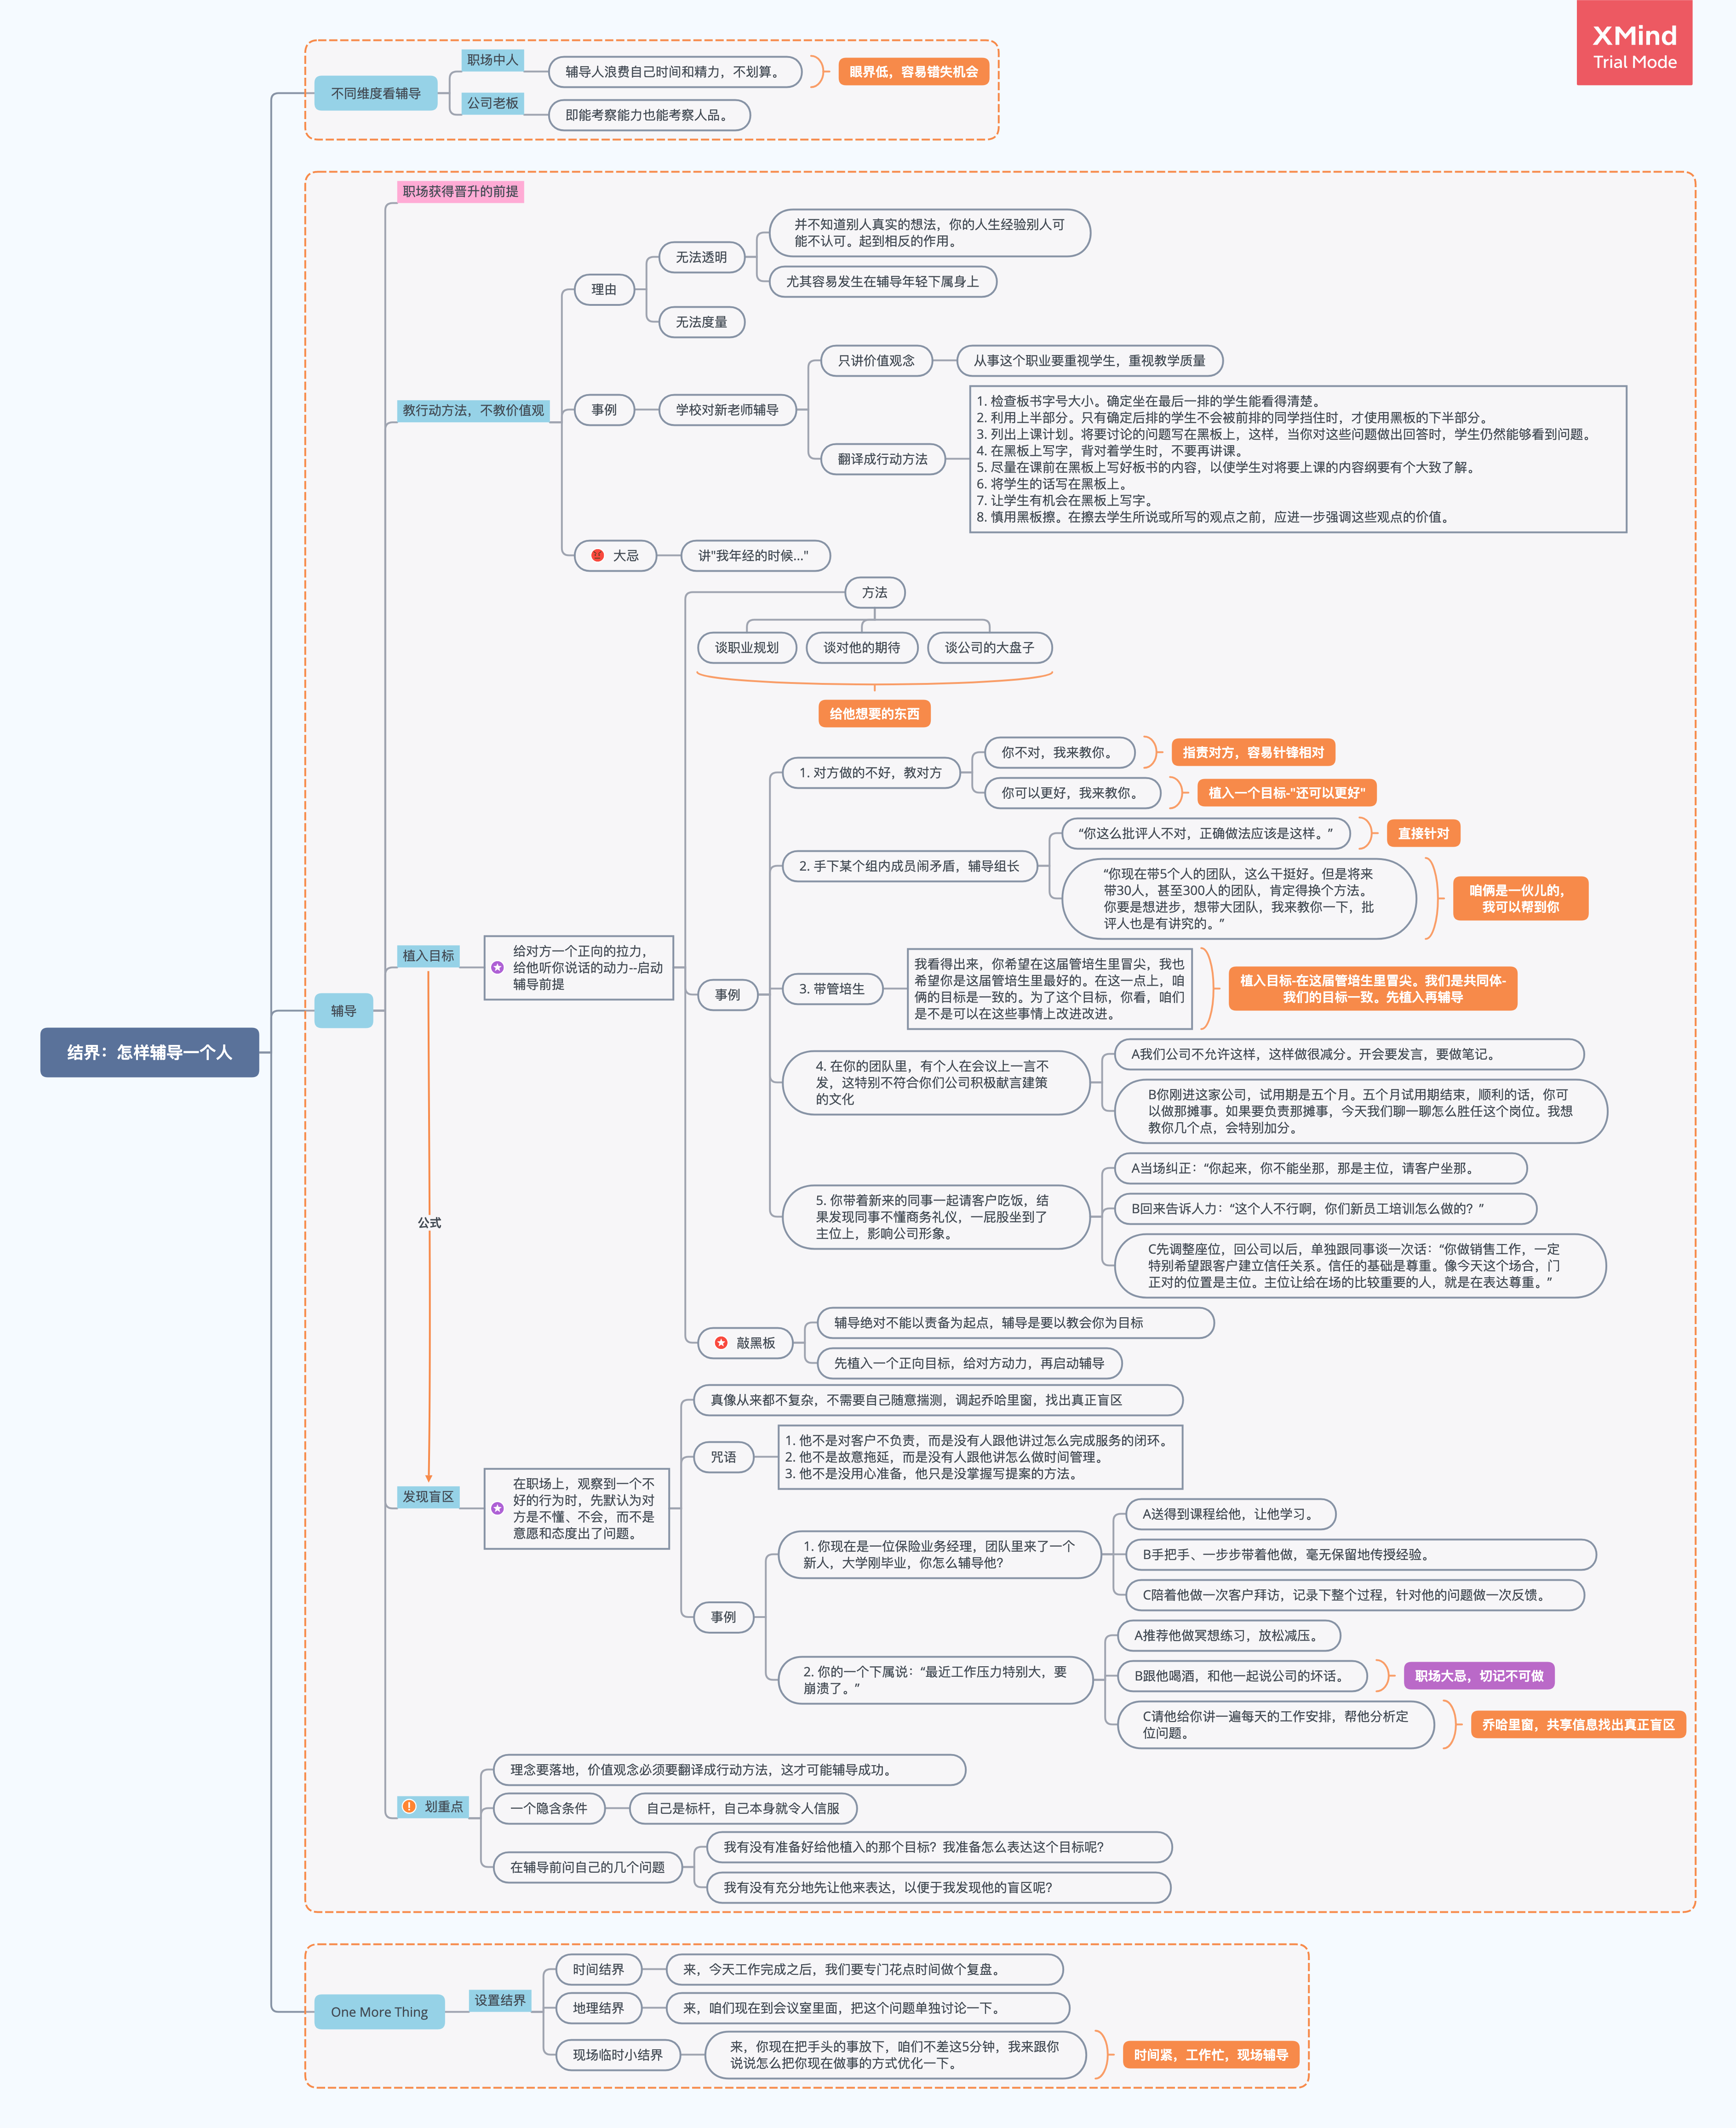 XMind
Trial Mode
结界：怎样辅导一个人
不同维度看辅导
职场中人
辅导人浪费自己时间和精力，不划算。
眼界低，容易错失机会
公司老板
即能考察能力也能考察人品。
辅导
职场获得晋升的前提
教行动方法，不教价值观
理由
无法透明
并不知道别人真实的想法，你的人生经验别人可
能不认可。起到相反的作用。
尤其容易发生在辅导年轻下属身上
无法度量
事例
学校对新老师辅导
只讲价值观念
从事这个职业要重视学生，重视教学质量
翻译成行动方法
1. 检查板书字号大小。确定坐在最后一排的学生能看得清楚。
2. 利用上半部分。只有确定后排的学生不会被前排的同学挡住时，才使用黑板的下半部分。
3. 列出上课计划。将要讨论的问题写在黑板上，这样，当你对这些问题做出回答时，学生仍然能够看到问题。
4. 在黑板上写字，背对着学生时，不要再讲课。
5. 尽量在课前在黑板上写好板书的内容，以使学生对将要上课的内容纲要有个大致了解。
6. 将学生的话写在黑板上。
7. 让学生有机会在黑板上写字。
8. 慎用黑板擦。在擦去学生所说或所写的观点之前，应进一步强调这些观点的价值。
大忌
讲"我年经的时候..."
植入目标
给对方一个正向的拉力，
给他听你说话的动力--启动
辅导前提
方法
谈职业规划
谈对他的期待
谈公司的大盘子
给他想要的东西
事例
1. 对方做的不好，教对方
你不对，我来教你。
指责对方，容易针锋相对
你可以更好，我来教你。
植入一个目标-"还可以更好"
2. 手下某个组内成员闹矛盾，辅导组长
“你这么批评人不对，正确做法应该是这样。”
直接针对
“你现在带5个人的团队，这么干挺好。但是将来
带30人，甚至300人的团队，肯定得换个方法。
你要是想进步，想带大团队，我来教你一下，批
评人也是有讲究的。”
咱俩是一伙儿的，
我可以帮到你
3. 带管培生
我看得出来，你希望在这届管培生里冒尖，我也
希望你是这届管培生里最好的。在这一点上，咱
俩的目标是一致的。为了这个目标，你看，咱们
是不是可以在这些事情上改进改进。
植入目标-在这届管培生里冒尖。我们是共同体-
我们的目标一致。先植入再辅导
4. 在你的团队里，有个人在会议上一言不
发，这特别不符合你们公司积极献言建策
的文化
A我们公司不允许这样，这样做很减分。开会要发言，要做笔记。
B你刚进这家公司，试用期是五个月。五个月试用期结束，顺利的话，你可
以做那摊事。如果要负责那摊事，今天我们聊一聊怎么胜任这个岗位。我想
教你几个点，会特别加分。
5. 你带着新来的同事一起请客户吃饭，结
果发现同事不懂商务礼仪，一屁股坐到了
主位上，影响公司形象。
A当场纠正：“你起来，你不能坐那，那是主位，请客户坐那。
B回来告诉人力：“这个人不行啊，你们新员工培训怎么做的？”
C先调整座位，回公司以后，单独跟同事谈一次话：“你做销售工作，一定
特别希望跟客户建立信任关系。信任的基础是尊重。像今天这个场合，门
正对的位置是主位。主位让给在场的比较重要的人，就是在表达尊重。”
敲黑板
辅导绝对不能以责备为起点，辅导是要以教会你为目标
先植入一个正向目标，给对方动力，再启动辅导
公式
发现盲区
在职场上，观察到一个不
好的行为时，先默认为对
方是不懂、不会，而不是
意愿和态度出了问题。
真像从来都不复杂，不需要自己随意揣测，调起乔哈里窗，找出真正盲区
咒语
1. 他不是对客户不负责，而是没有人跟他讲过怎么完成服务的闭环。
2. 他不是故意拖延，而是没有人跟他讲怎么做时间管理。
3. 他不是没用心准备，他只是没掌握写提案的方法。
事例
1. 你现在是一位保险业务经理，团队里来了一个
新人，大学刚毕业，你怎么辅导他？
A送得到课程给他，让他学习。
B手把手、一步步带着他做，毫无保留地传授经验。
C陪着他做一次客户拜访，记录下整个过程，针对他的问题做一次反馈。
2. 你的一个下属说：“最近工作压力特别大，要
崩溃了。”
A推荐他做冥想练习，放松减压。
B跟他喝酒，和他一起说公司的坏话。
职场大忌，切记不可做
C请他给你讲一遍每天的工作安排，帮他分析定
位问题。
乔哈里窗，共享信息找出真正盲区
划重点
理念要落地，价值观念必须要翻译成行动方法，这才可能辅导成功。
一个隐含条件
自己是标杆，自己本身就令人信服
在辅导前问自己的几个问题
我有没有准备好给他植入的那个目标？我准备怎么表达这个目标呢？
我有没有充分地先让他来表达，以便于我发现他的盲区呢？
One More Thing
设置结界
时间结界
来，今天工作完成之后，我们要专门花点时间做个复盘。
地理结界
来，咱们现在到会议室里面，把这个问题单独讨论一下。
现场临时小结界
来，你现在把手头的事放下，咱们不差这5分钟，我来跟你
说说怎么把你现在做事的方式优化一下。
时间紧，工作忙，现场辅导